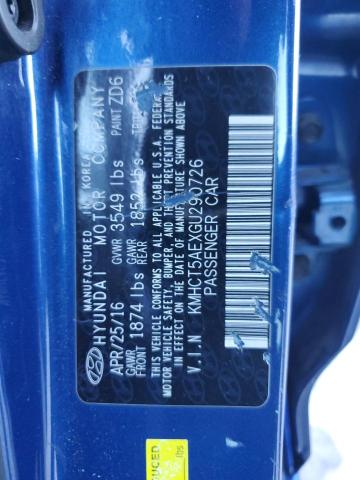 MANUFACTURED IN KOREA
HYUNDAI MOTOR COMPANY
APR/25/16 GVWR 3549 lbs PAINT ZD6
GAWR FRONT 1874 lbs GAWR REAR 1852 lbs
THIS VEHICLE CONFORMS TO ALL APPLICABLE U.S.A. FEDERAL
MOTOR VEHICLE SAFETY, BUMPER, AND THEFT PREVENTION STANDARDS
IN EFFECT ON THE DATE OF MANUFACTURE SHOWN ABOVE.
V.I.N KMHCT5AEXGU290726
PASSENGER CAR